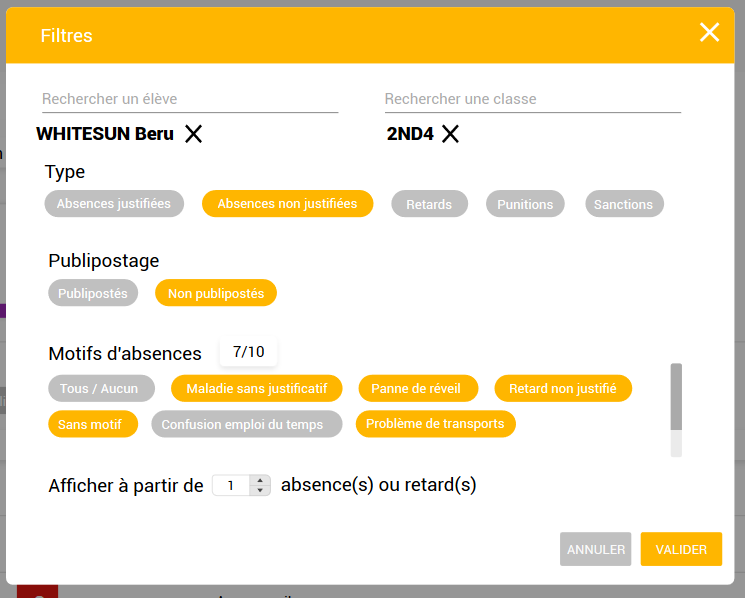 Filtres
Rechercher un élève Rechercher une classe
WHITESUN Beru 2ND4
Type
Absences justifiées Absences non justifiées Retards Punitions Sanctions
Publipostage
Publipostés Non publipostés
Motifs d'absences 7/10
Tous / Aucun Maladie sans justificatif Panne de réveil Retard non justifié
Sans motif Confusion emploi du temps Problème de transports
Afficher à partir de 1 absence(s) ou retard(s)
ANNULER VALIDER